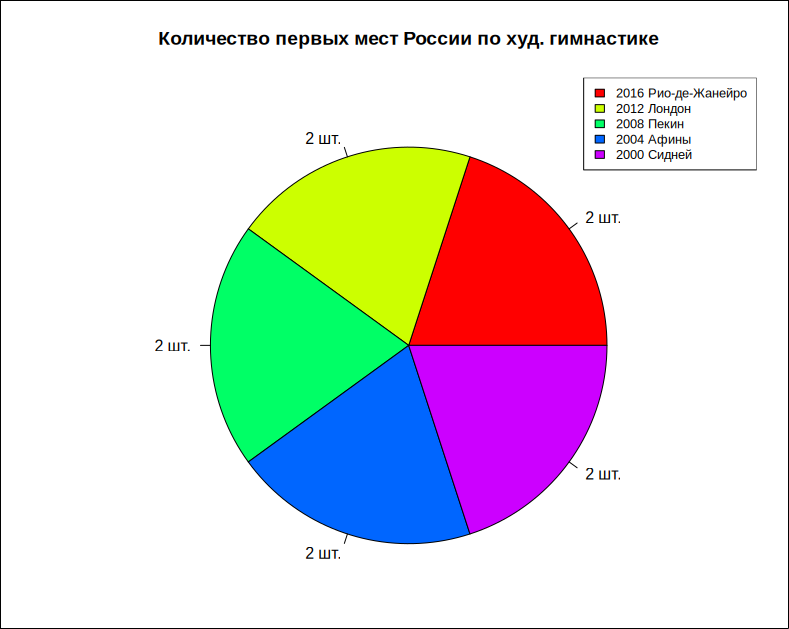 Количество первых мест России по худ. гимнастике
2016 Рио-де-Жанейро
2012 Лондон
2008 Пекин
2004 Афины
2000 Сидней
2 шт.
2 шт.
2 шт.
2 шт.
2 шт.